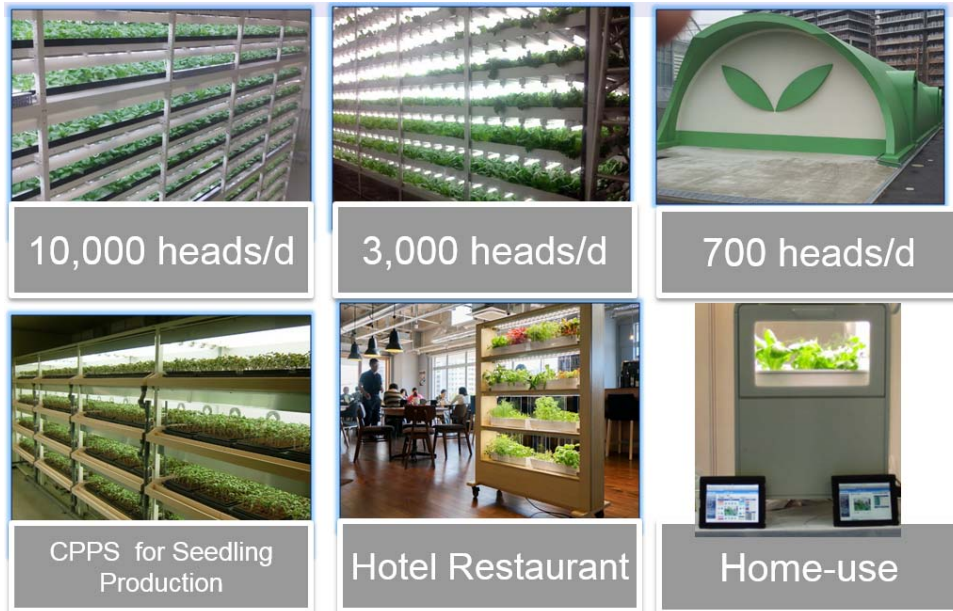 10,000 heads/d
3,000 heads/d
700 heads/d
CPPS for Seedling
Production
Hotel Restaurant
Home-use